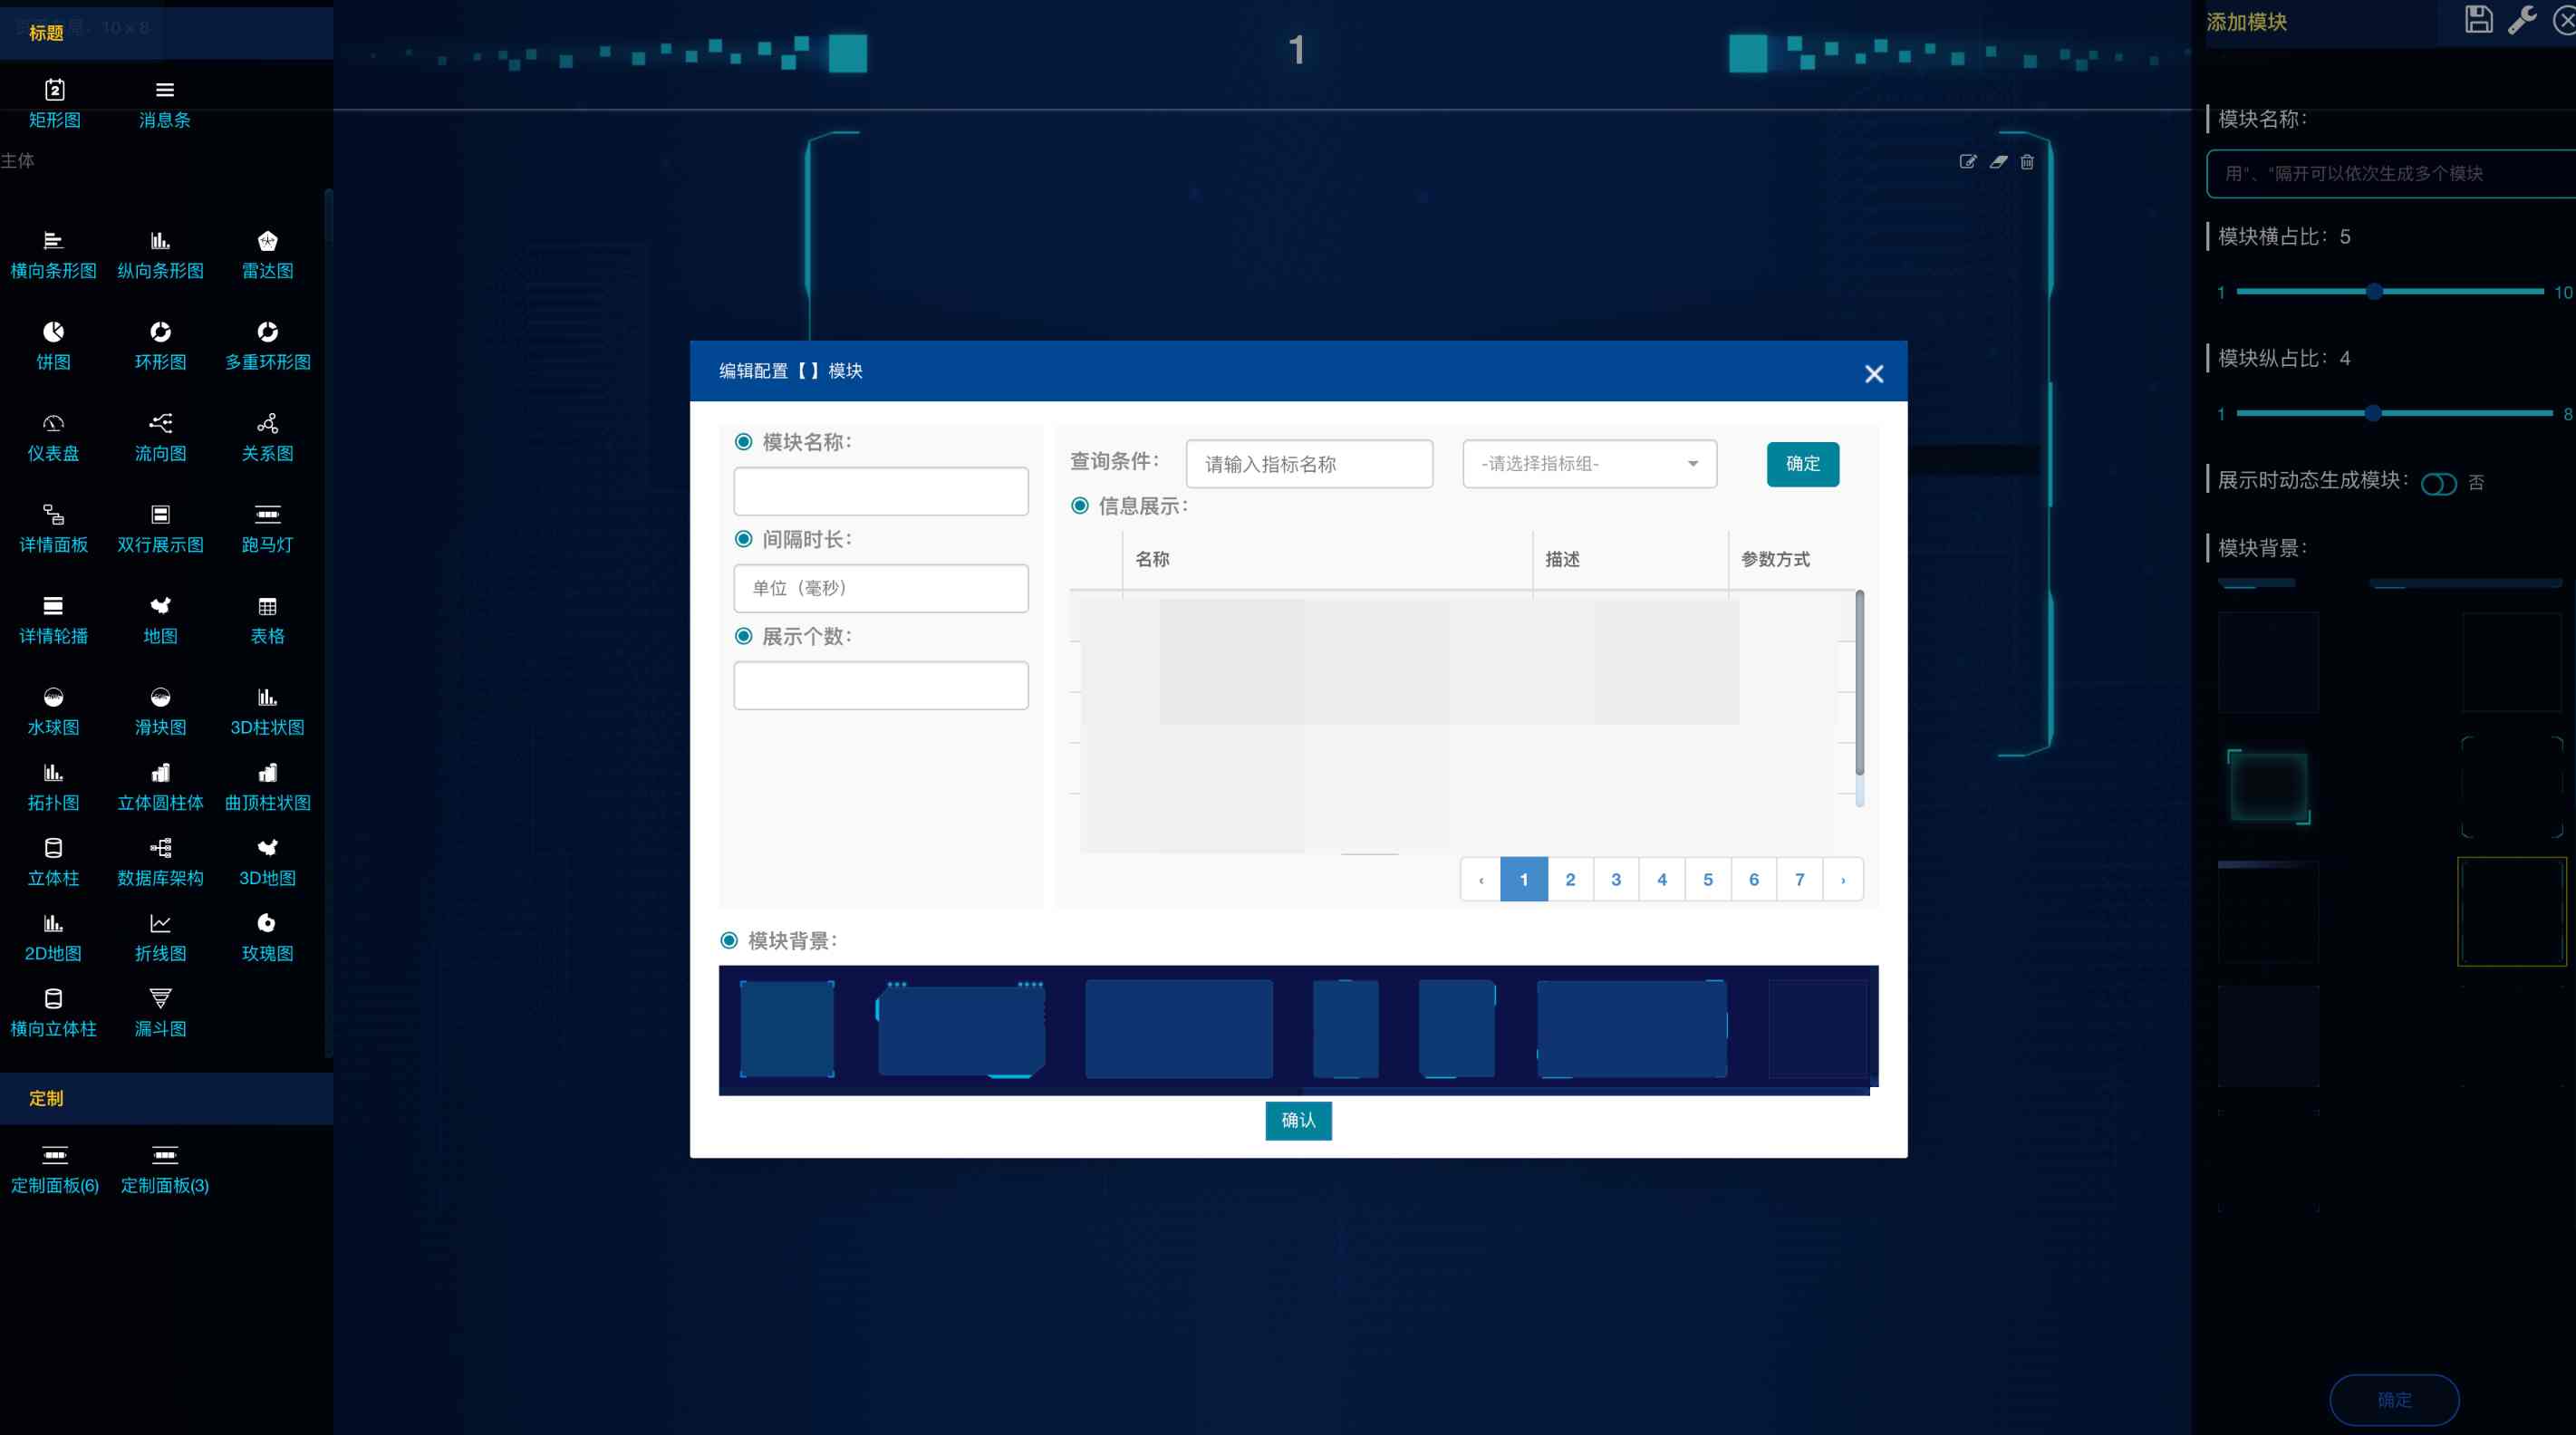 标题
10 × 8
矩形图 消息条
主体
横向条形图 纵向条形图 雷达图
饼图 环形图 多重环形图
仪表盘 流向图 关系图
详情面板 双行展示图 跑马灯
详情轮播 地图 表格
水球图 滑块图 3D柱状图
拓扑图 立体圆柱体 曲顶柱状图
立体柱 数据库架构 3D地图
2D地图 折线图 玫瑰图
横向立体柱 漏斗图
定制
定制面板(6) 定制面板(3)
1
编辑配置【】模块
模块名称：
间隔时长：
单位（毫秒）
展示个数：
查询条件： 请输入指标名称 -请选择指标组- 确定
信息展示：
名称 描述 参数方式
‹ 1 2 3 4 5 6 7 ›
模块背景：
确认
添加模块
模块名称：
用"、"隔开可以依次生成多个模块
模块横占比：5
1 10
模块纵占比：4
1 8
展示时动态生成模块： 否
模块背景：
确定